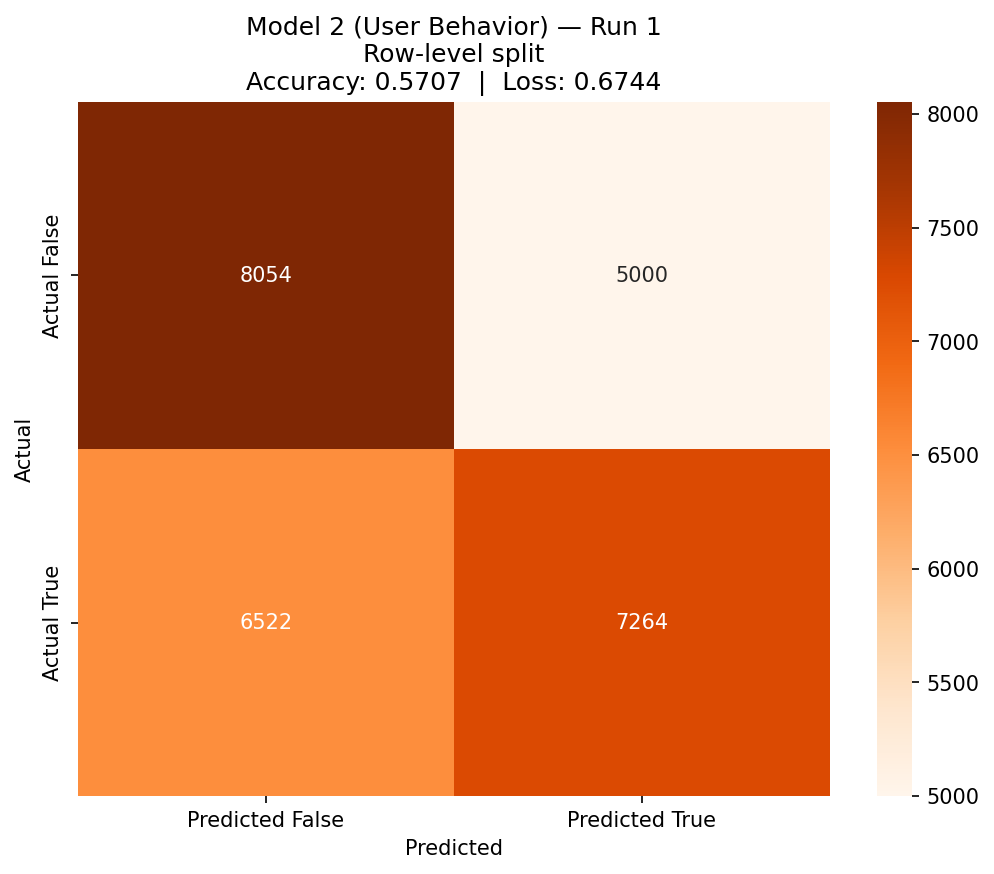 Model 2 (User Behavior) — Run 1
Row-level split
Accuracy: 0.5707 | Loss: 0.6744
8054
5000
6522
7264
Actual False
Actual True
Actual
Predicted False
Predicted True
Predicted
8000
7500
7000
6500
6000
5500
5000